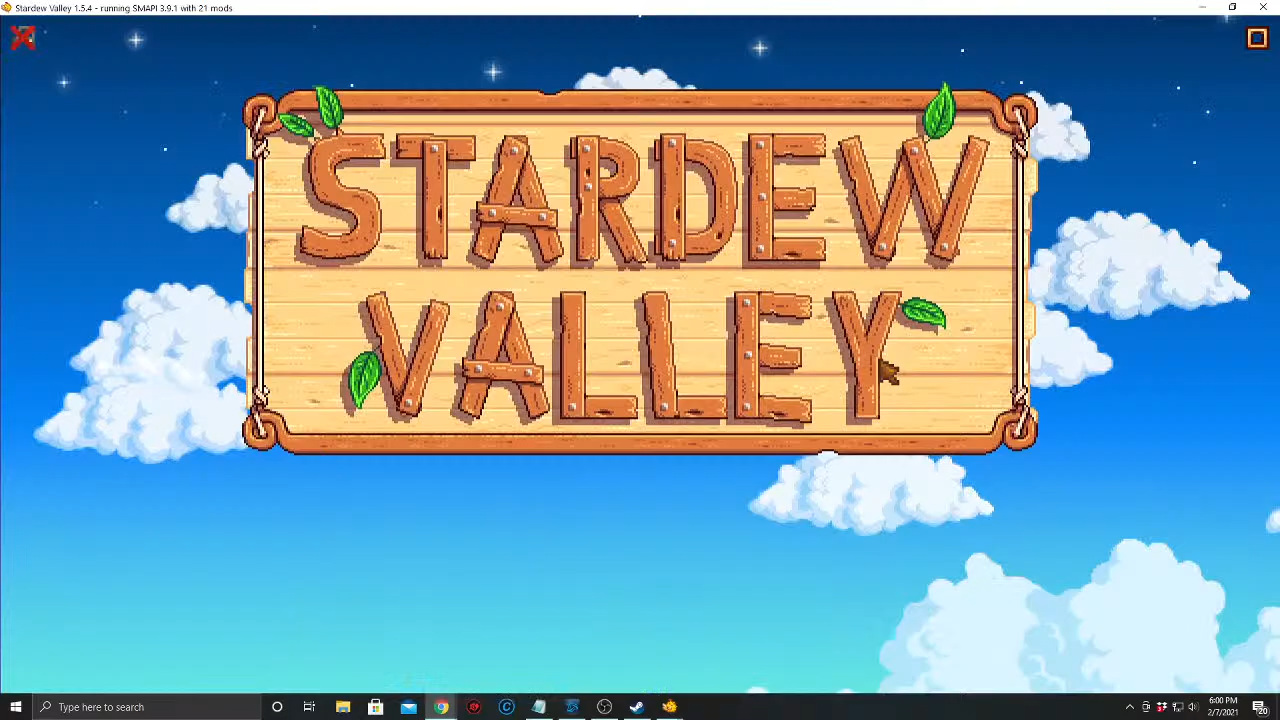 Stardew Valley 1.5.4 - running SMAPI 3.9.1 with 21 mods
STARDEW
VALLEY
Type here to search
6:00 PM
2/7/2021